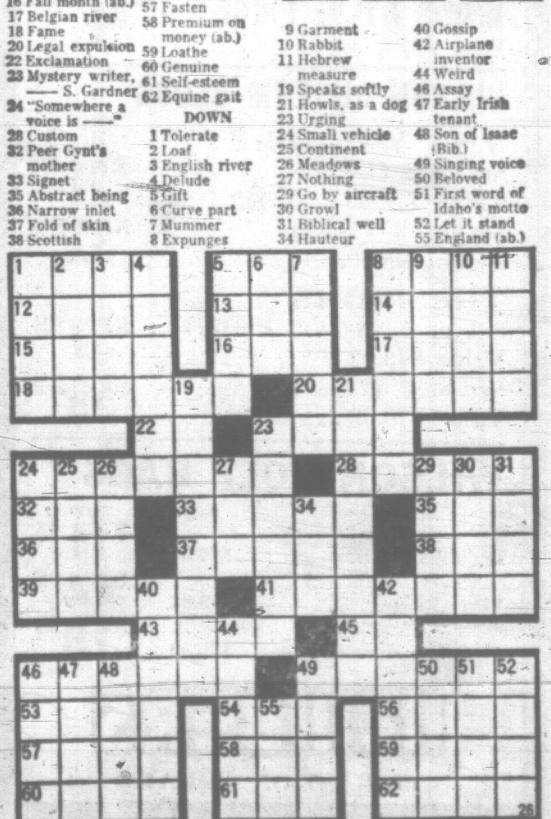 16 Fall month (ab.)
17 Belgian river
18 Fame
20 Legal expulsion
22 Exclamation
23 Mystery writer,
—— S. Gardner
24 "Somewhere a
voice is ——"
28 Custom
32 Peer Gynt's
mother
33 Signet
35 Abstract being
36 Narrow inlet
37 Fold of skin
38 Scottish
57 Fasten
58 Premium on
money (ab.)
59 Loathe
60 Genuine
61 Self-esteem
62 Equine gait
DOWN
1 Tolerate
2 Loaf
3 English river
4 Delude
5 Gift
6 Curve part
7 Mummer
8 Expunges
9 Garment
10 Rabbit
11 Hebrew
measure
19 Speaks softly
21 Howls, as a dog
23 Urging
24 Small vehicle
25 Continent
26 Meadows
27 Nothing
29 Go by aircraft
30 Growl
31 Biblical well
34 Hauteur
40 Gossip
42 Airplane
inventor
44 Weird
46 Assay
47 Early Irish
tenant
48 Son of Isaac
(Bib.)
49 Singing voice
50 Beloved
51 First word of
Idaho's motto
52 Let it stand
55 England (ab.)
1 2 3 4 5 6 7 8 9 10 11
12 13 14
15 16 17
18 19 20 21
22 23
24 25 26 27 28 29 30 31
32 33 34 35
36 37 38
39 40 41 42
43 44 45
46 47 48 49 50 51 52
53 54 55 56
57 58 59
60 61 62
26